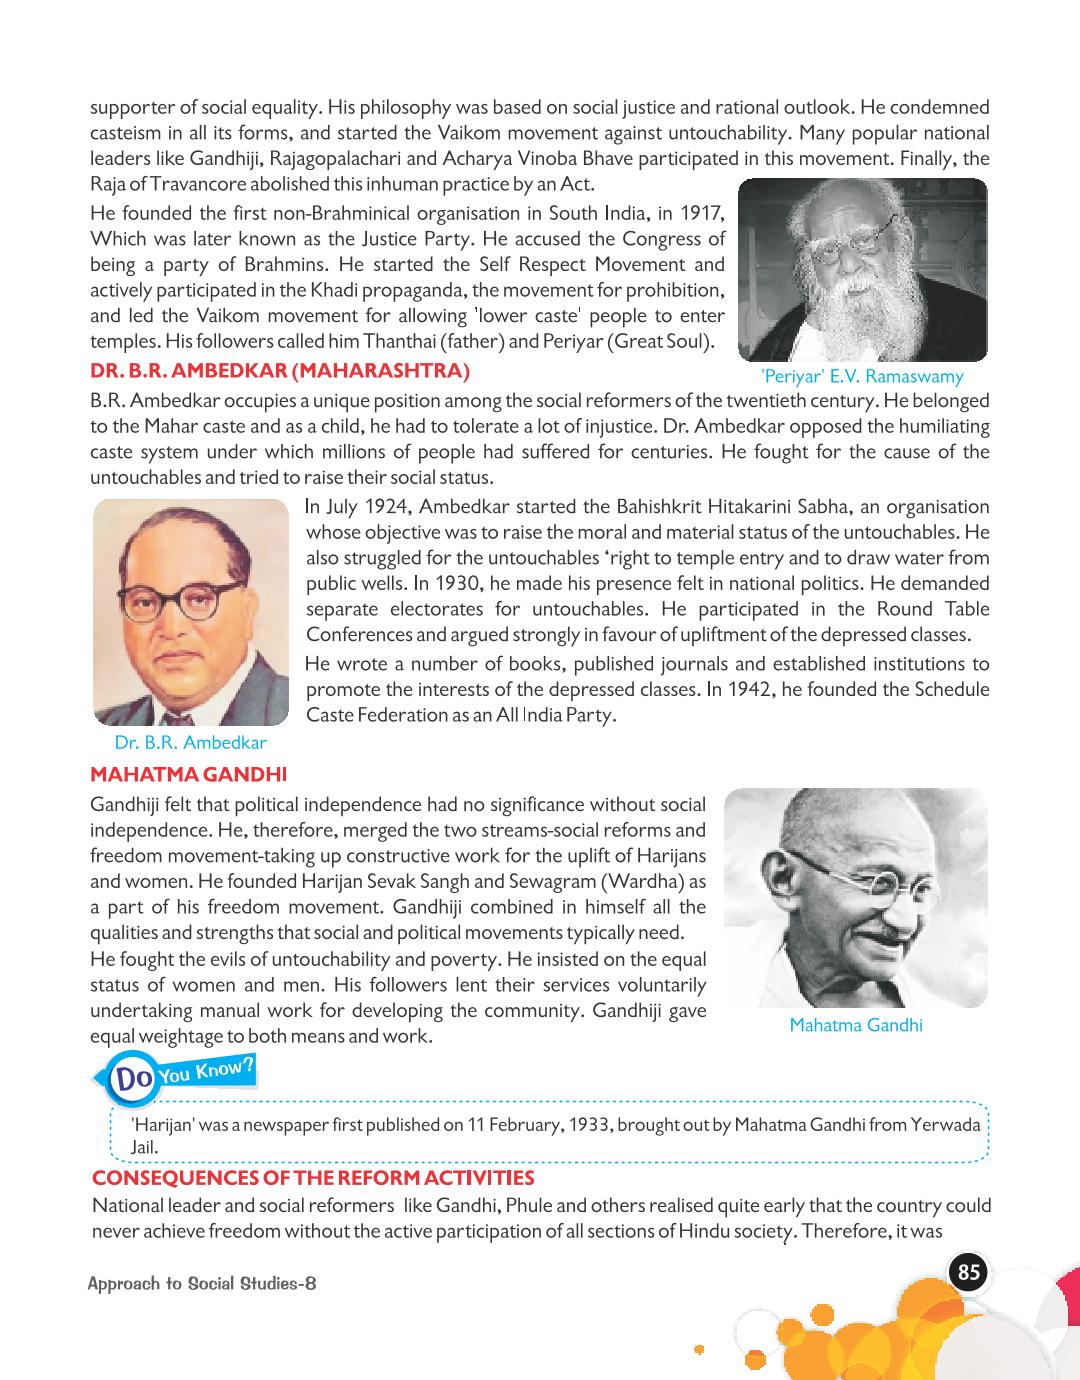 supporter of social equality. His philosophy was based on social justice and rational outlook. He condemned
casteism in all its forms, and started the Vaikom movement against untouchability. Many popular national
leaders like Gandhiji, Rajagopalachari and Acharya Vinoba Bhave participated in this movement. Finally, the
Raja of Travancore abolished this inhuman practice by an Act.
He founded the first non-Brahminical organisation in South India, in 1917,
Which was later known as the Justice Party. He accused the Congress of
being a party of Brahmins. He started the Self Respect Movement and
actively participated in the Khadi propaganda, the movement for prohibition,
and led the Vaikom movement for allowing 'lower caste' people to enter
temples. His followers called him Thanthai (father) and Periyar (Great Soul).
'Periyar' E.V. Ramaswamy
DR. B.R. AMBEDKAR (MAHARASHTRA)
B.R. Ambedkar occupies a unique position among the social reformers of the twentieth century. He belonged
to the Mahar caste and as a child, he had to tolerate a lot of injustice. Dr. Ambedkar opposed the humiliating
caste system under which millions of people had suffered for centuries. He fought for the cause of the
untouchables and tried to raise their social status.
In July 1924, Ambedkar started the Bahishkrit Hitakarini Sabha, an organisation
whose objective was to raise the moral and material status of the untouchables. He
also struggled for the untouchables ‘right to temple entry and to draw water from
public wells. In 1930, he made his presence felt in national politics. He demanded
separate electorates for untouchables. He participated in the Round Table
Conferences and argued strongly in favour of upliftment of the depressed classes.
He wrote a number of books, published journals and established institutions to
promote the interests of the depressed classes. In 1942, he founded the Schedule
Caste Federation as an All India Party.
Dr. B.R. Ambedkar
MAHATMA GANDHI
Gandhiji felt that political independence had no significance without social
independence. He, therefore, merged the two streams-social reforms and
freedom movement-taking up constructive work for the uplift of Harijans
and women. He founded Harijan Sevak Sangh and Sewagram (Wardha) as
a part of his freedom movement. Gandhiji combined in himself all the
qualities and strengths that social and political movements typically need.
He fought the evils of untouchability and poverty. He insisted on the equal
status of women and men. His followers lent their services voluntarily
undertaking manual work for developing the community. Gandhiji gave
equal weightage to both means and work.
Mahatma Gandhi
Do You Know?
'Harijan' was a newspaper first published on 11 February, 1933, brought out by Mahatma Gandhi from Yerwada
Jail.
CONSEQUENCES OF THE REFORM ACTIVITIES
National leader and social reformers like Gandhi, Phule and others realised quite early that the country could
never achieve freedom without the active participation of all sections of Hindu society. Therefore, it was
Approach to Social Studies-8
85